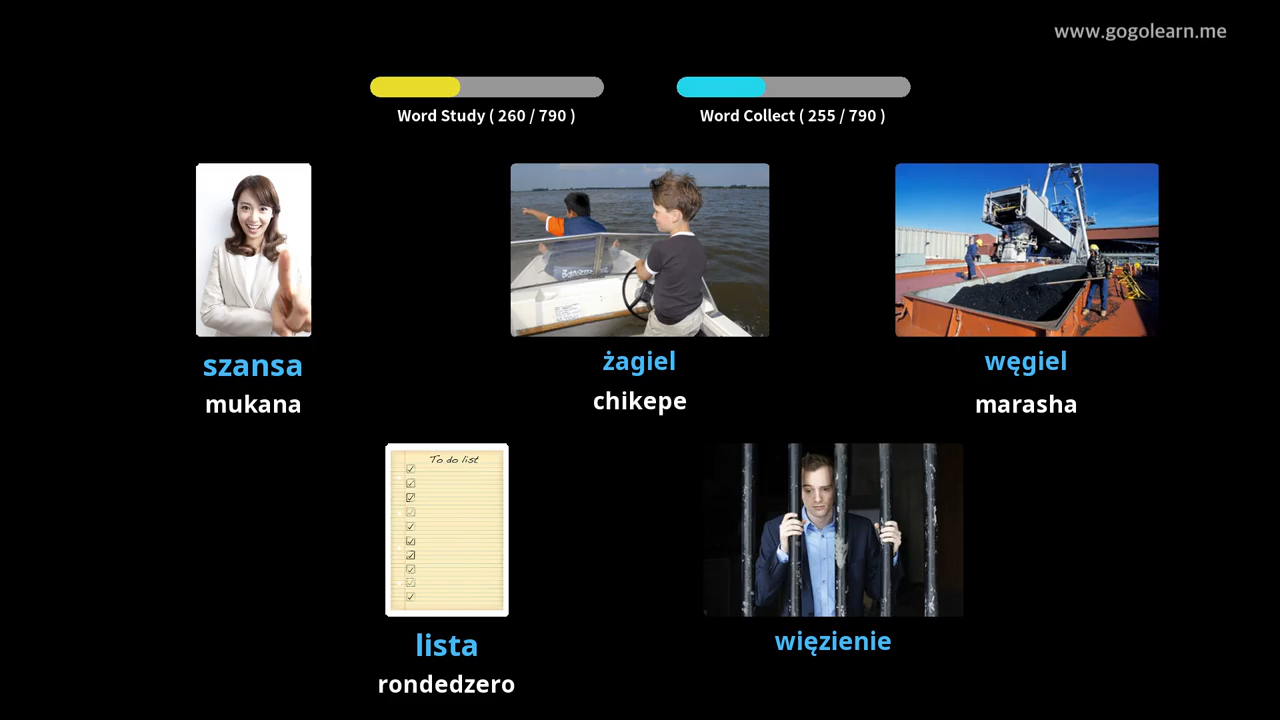 www.gogolearn.me
Word Study ( 260 / 790 )
Word Collect ( 255 / 790 )
szansa
mukana
żagiel
chikepe
węgiel
marasha
To do list
lista
rondedzero
więzienie